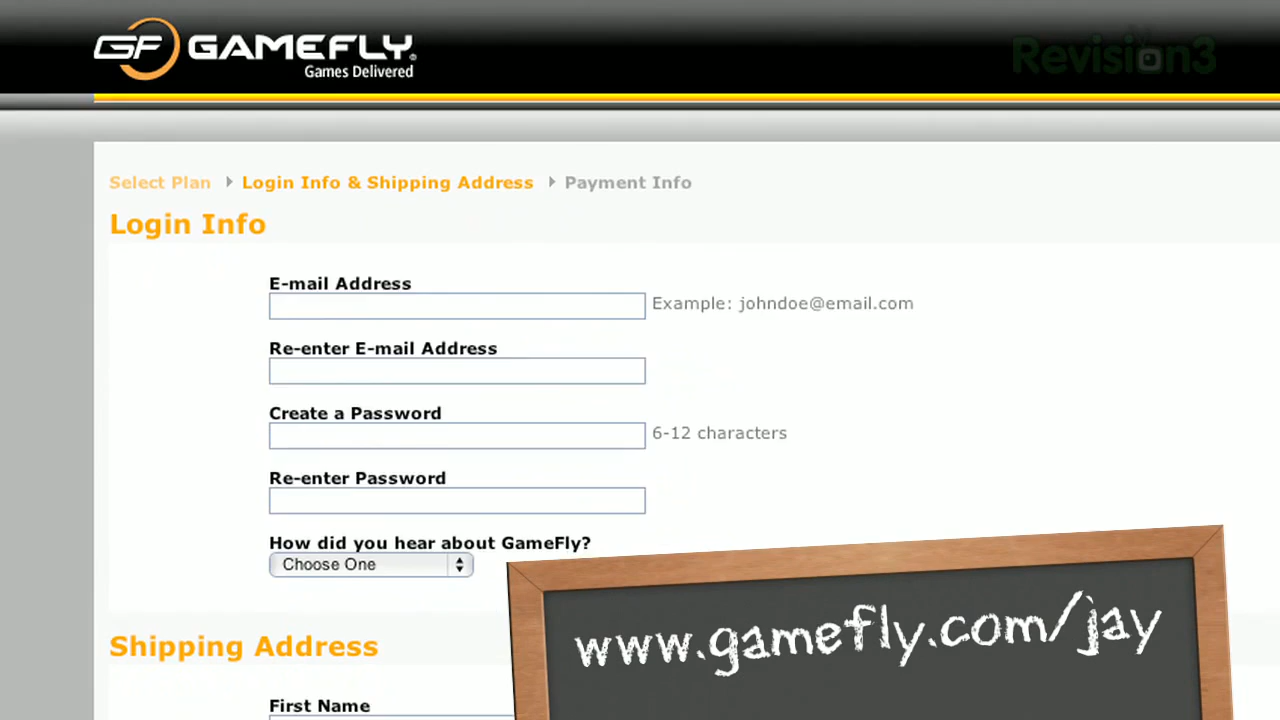 GF GAMEFLY®
Games Delivered
Revision3
Select Plan Login Info & Shipping Address Payment Info
Login Info
E-mail Address
Example: johndoe@email.com
Re-enter E-mail Address
Create a Password
6-12 characters
Re-enter Password
How did you hear about GameFly?
Choose One
www.gamefly.com/jay
Shipping Address
First Name